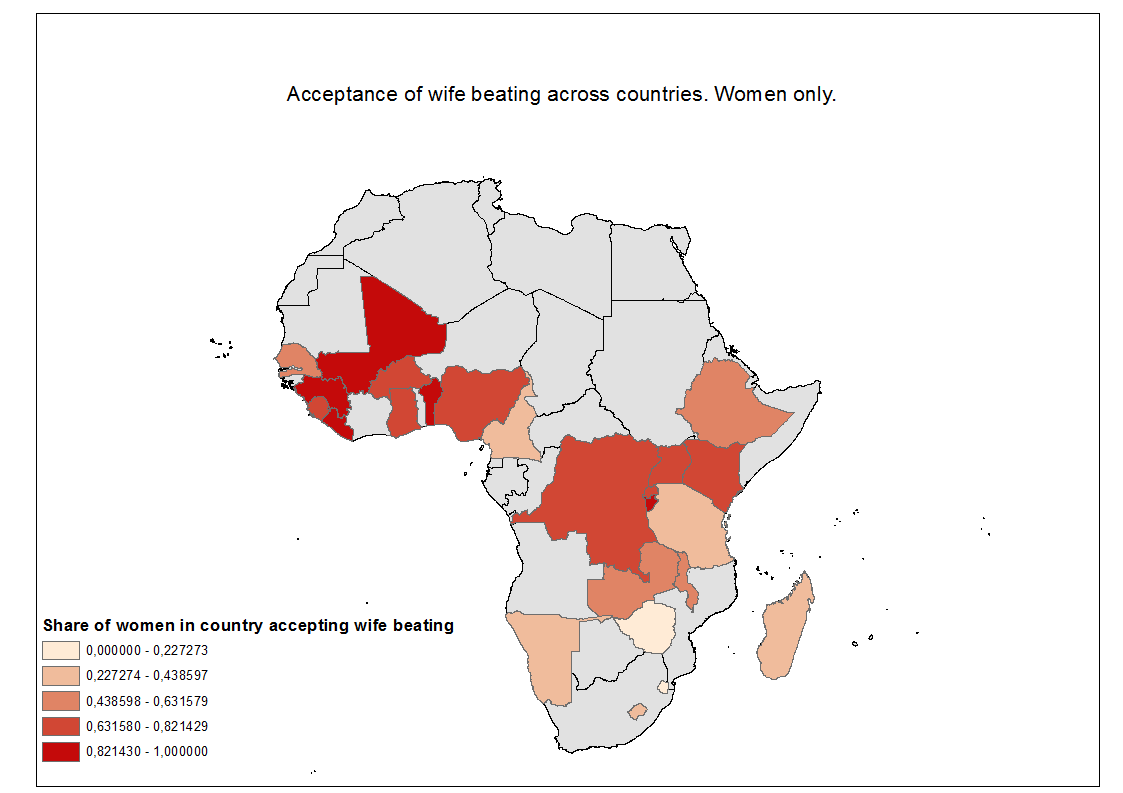 Acceptance of wife beating across countries. Women only.
Share of women in country accepting wife beating
0,000000 - 0,227273
0,227274 - 0,438597
0,438598 - 0,631579
0,631580 - 0,821429
0,821430 - 1,000000